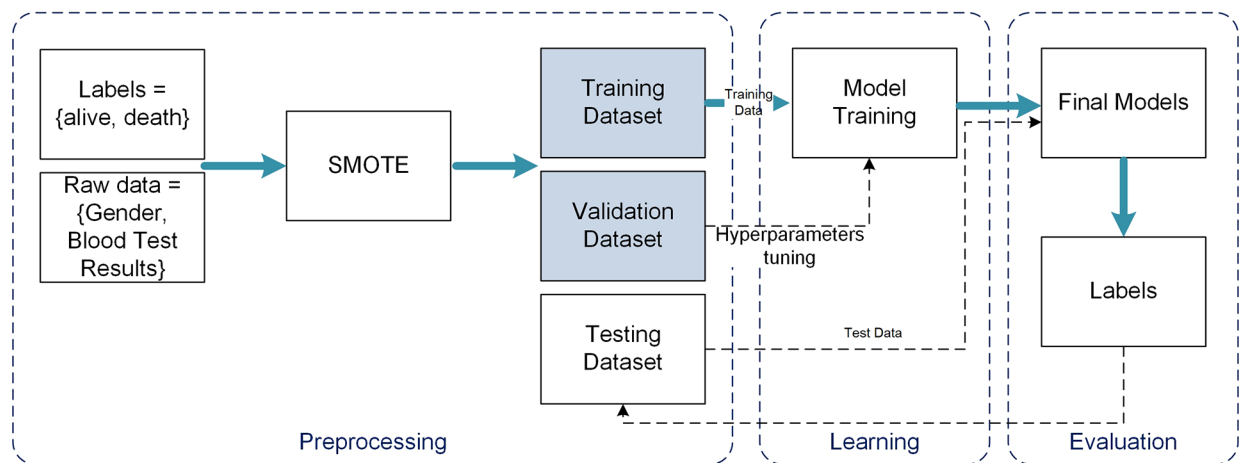 Labels =
{alive, death}
Raw data =
{Gender,
Blood Test
Results}
SMOTE
Training
Dataset
Validation
Dataset
Testing
Dataset
Training
Data
Hyperparameters
tuning
Test Data
Model
Training
Final Models
Labels
Preprocessing
Learning
Evaluation